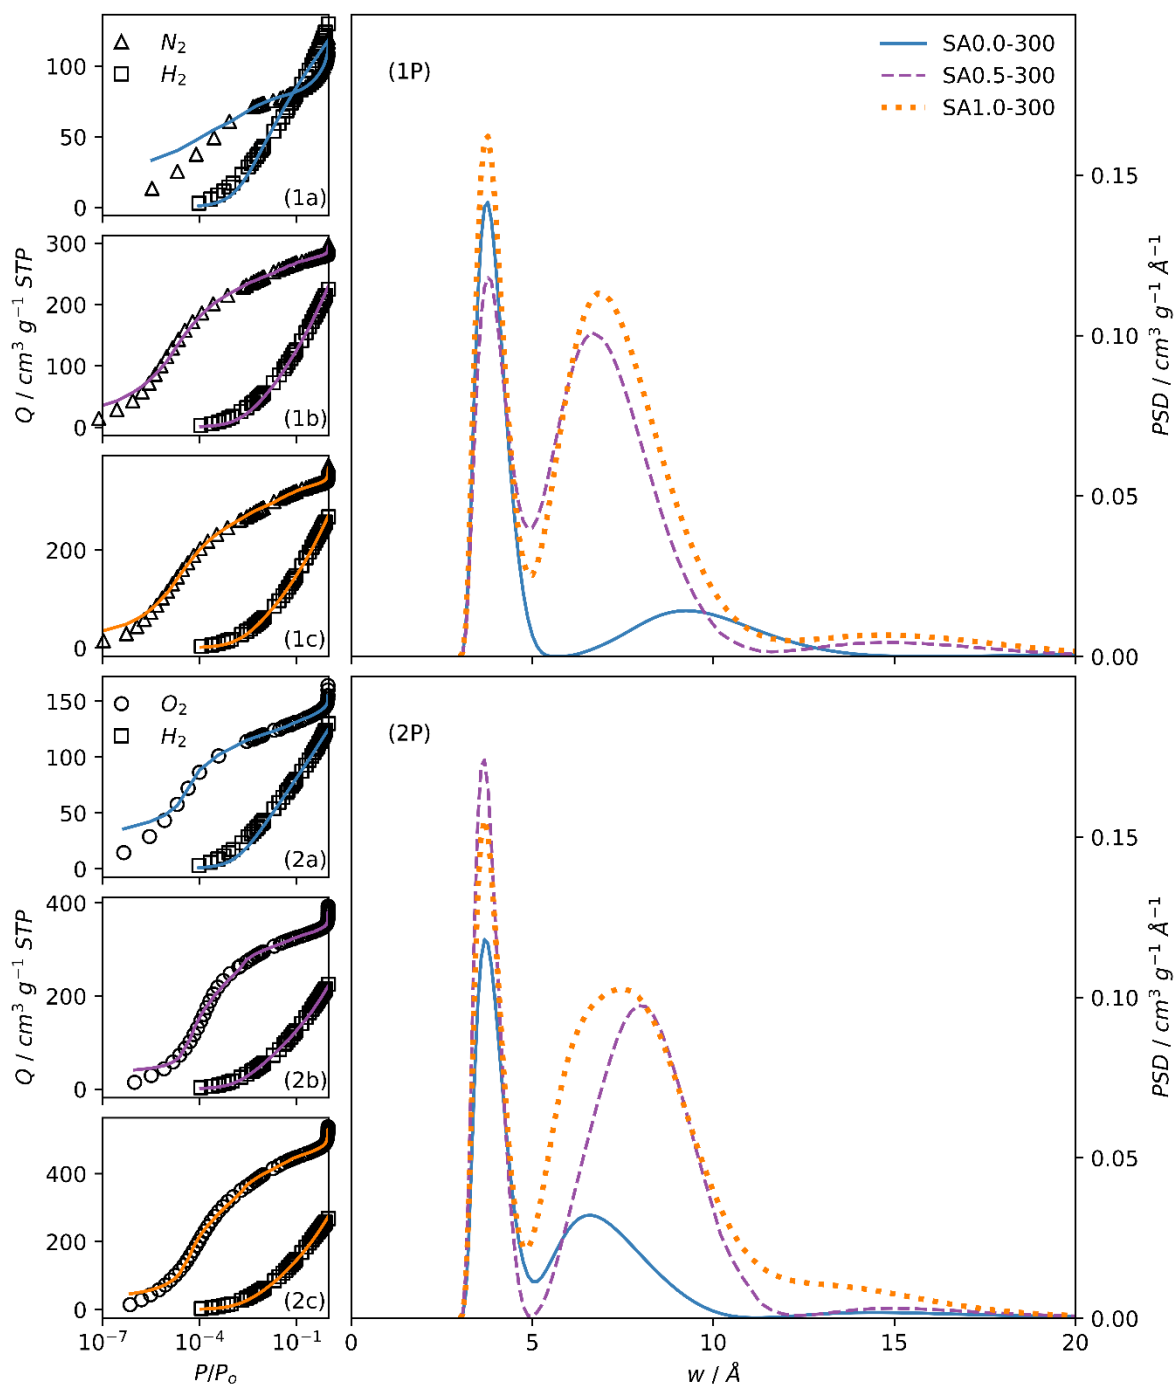 N₂
H₂
(1a)
100
50
0
(1b)
300
200
100
0
Q / cm³ g⁻¹ STP
(1c)
200
0
(1P)
SA0.0-300
SA0.5-300
SA1.0-300
0.15
0.10
0.05
0.00
PSD / cm³ g⁻¹ Å⁻¹
5
10
15
20
O₂
H₂
(2a)
150
100
50
0
(2b)
400
200
0
Q / cm³ g⁻¹ STP
(2c)
400
200
0
10⁻⁷
10⁻⁴
10⁻¹
P/Pₒ
(2P)
0.15
0.10
0.05
0.00
PSD / cm³ g⁻¹ Å⁻¹
0
5
10
15
20
w / Å